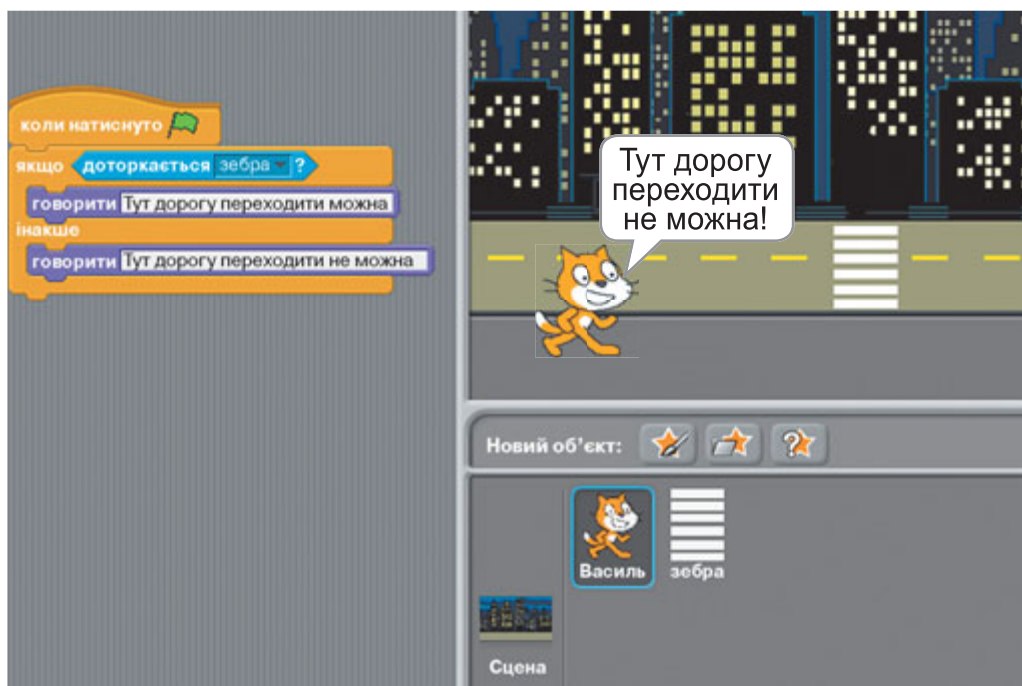 коли натиснуто
якщо доторкається зебра ?
говорити Тут дорогу переходити можна
інакше
говорити Тут дорогу переходити не можна
Тут дорогу
переходити
не можна!
Новий об'єкт:
Василь
зебра
Сцена